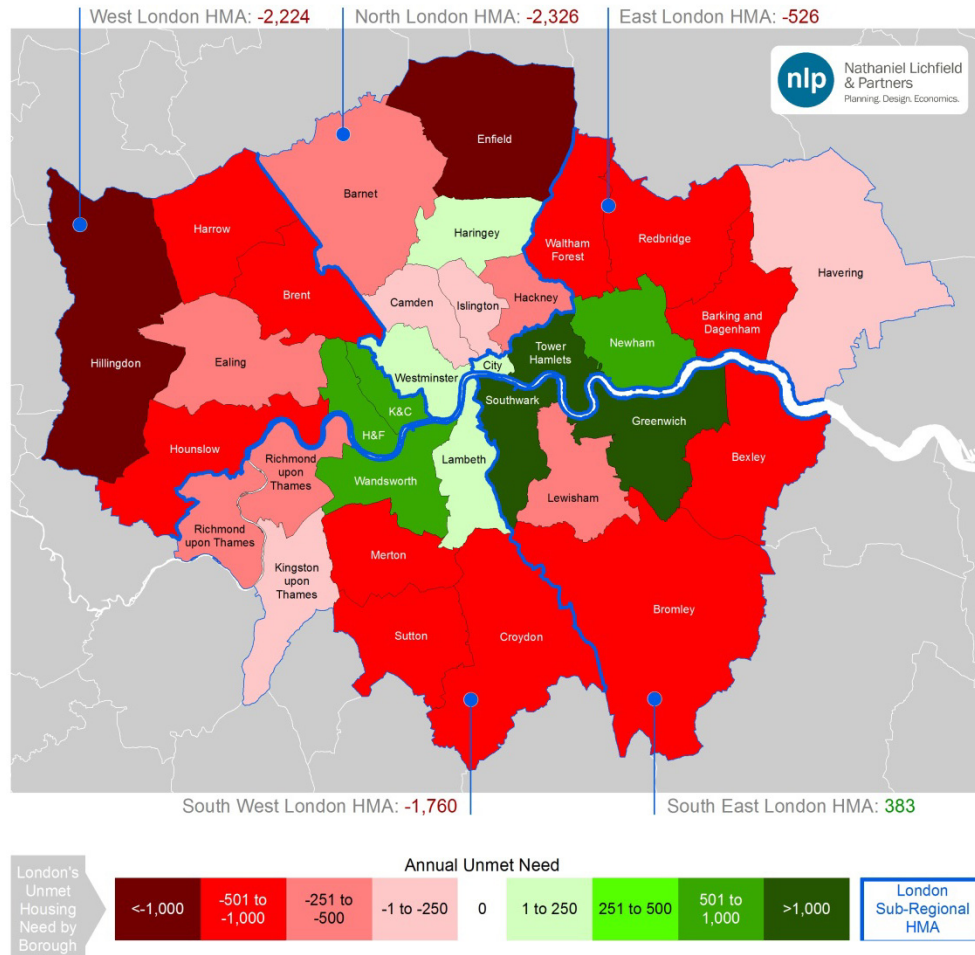 West London HMA: -2,224
North London HMA: -2,326
East London HMA: -526
nlp
Nathaniel Lichfield
& Partners
Planning. Design. Economics.
Enfield
Barnet
Haringey
Harrow
Waltham
Forest
Redbridge
Havering
Brent
Camden
Islington
Hackney
Barking and
Dagenham
Hillingdon
Ealing
Westminster
City
Tower
Hamlets
Newham
K&C
H&F
Southwark
Greenwich
Hounslow
Richmond
upon
Thames
Wandsworth
Lambeth
Lewisham
Bexley
Richmond
upon Thames
Kingston
upon
Thames
Merton
Sutton
Croydon
Bromley
South West London HMA: -1,760
South East London HMA: 383
London's
Unmet
Housing
Need by
Borough
Annual Unmet Need
<-1,000
-501 to
-1,000
-251 to
-500
-1 to -250
0
1 to 250
251 to 500
501 to
1,000
>1,000
London
Sub-Regional
HMA